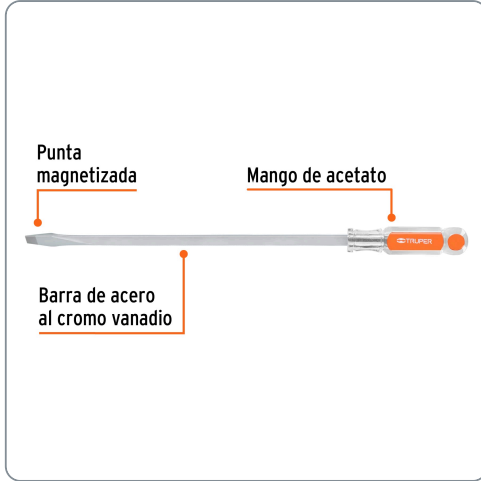 Punta
magnetizada
Mango de acetato
TRUPER
Barra de acero
al cromo vanadio